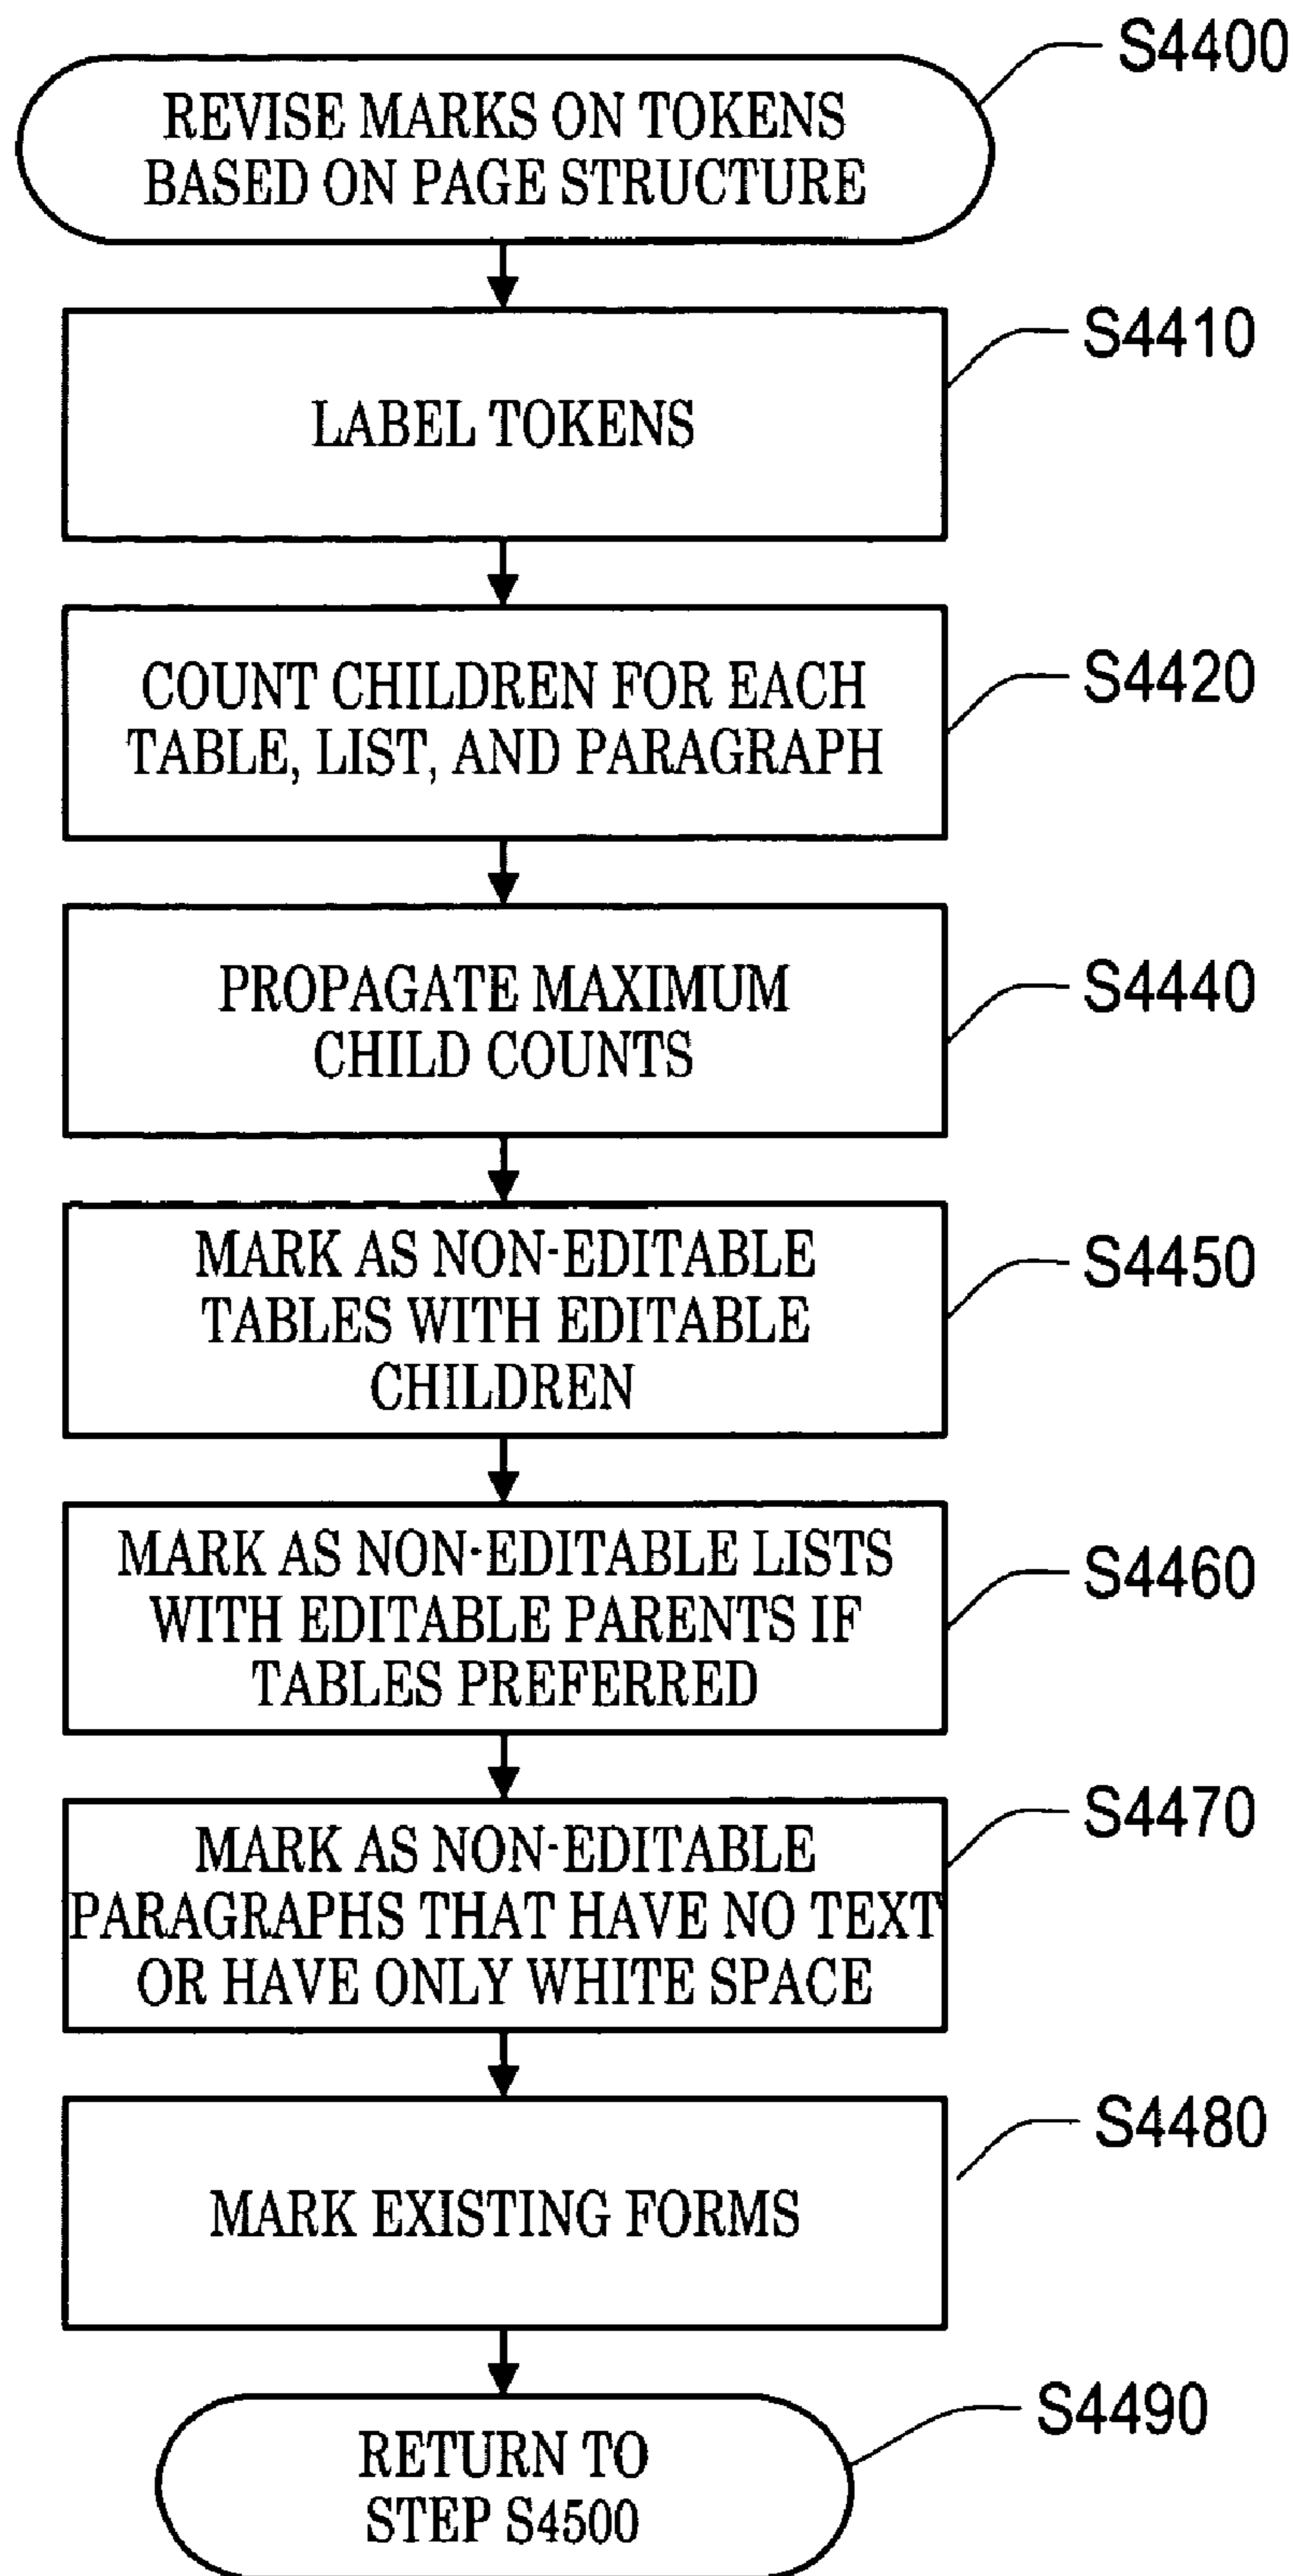 S4400
REVISE MARKS ON TOKENS
BASED ON PAGE STRUCTURE
S4410
LABEL TOKENS
S4420
COUNT CHILDREN FOR EACH
TABLE, LIST, AND PARAGRAPH
S4440
PROPAGATE MAXIMUM
CHILD COUNTS
S4450
MARK AS NON-EDITABLE
TABLES WITH EDITABLE
CHILDREN
S4460
MARK AS NON-EDITABLE LISTS
WITH EDITABLE PARENTS IF
TABLES PREFERRED
S4470
MARK AS NON-EDITABLE
PARAGRAPHS THAT HAVE NO TEXT
OR HAVE ONLY WHITE SPACE
S4480
MARK EXISTING FORMS
S4490
RETURN TO
STEP S4500